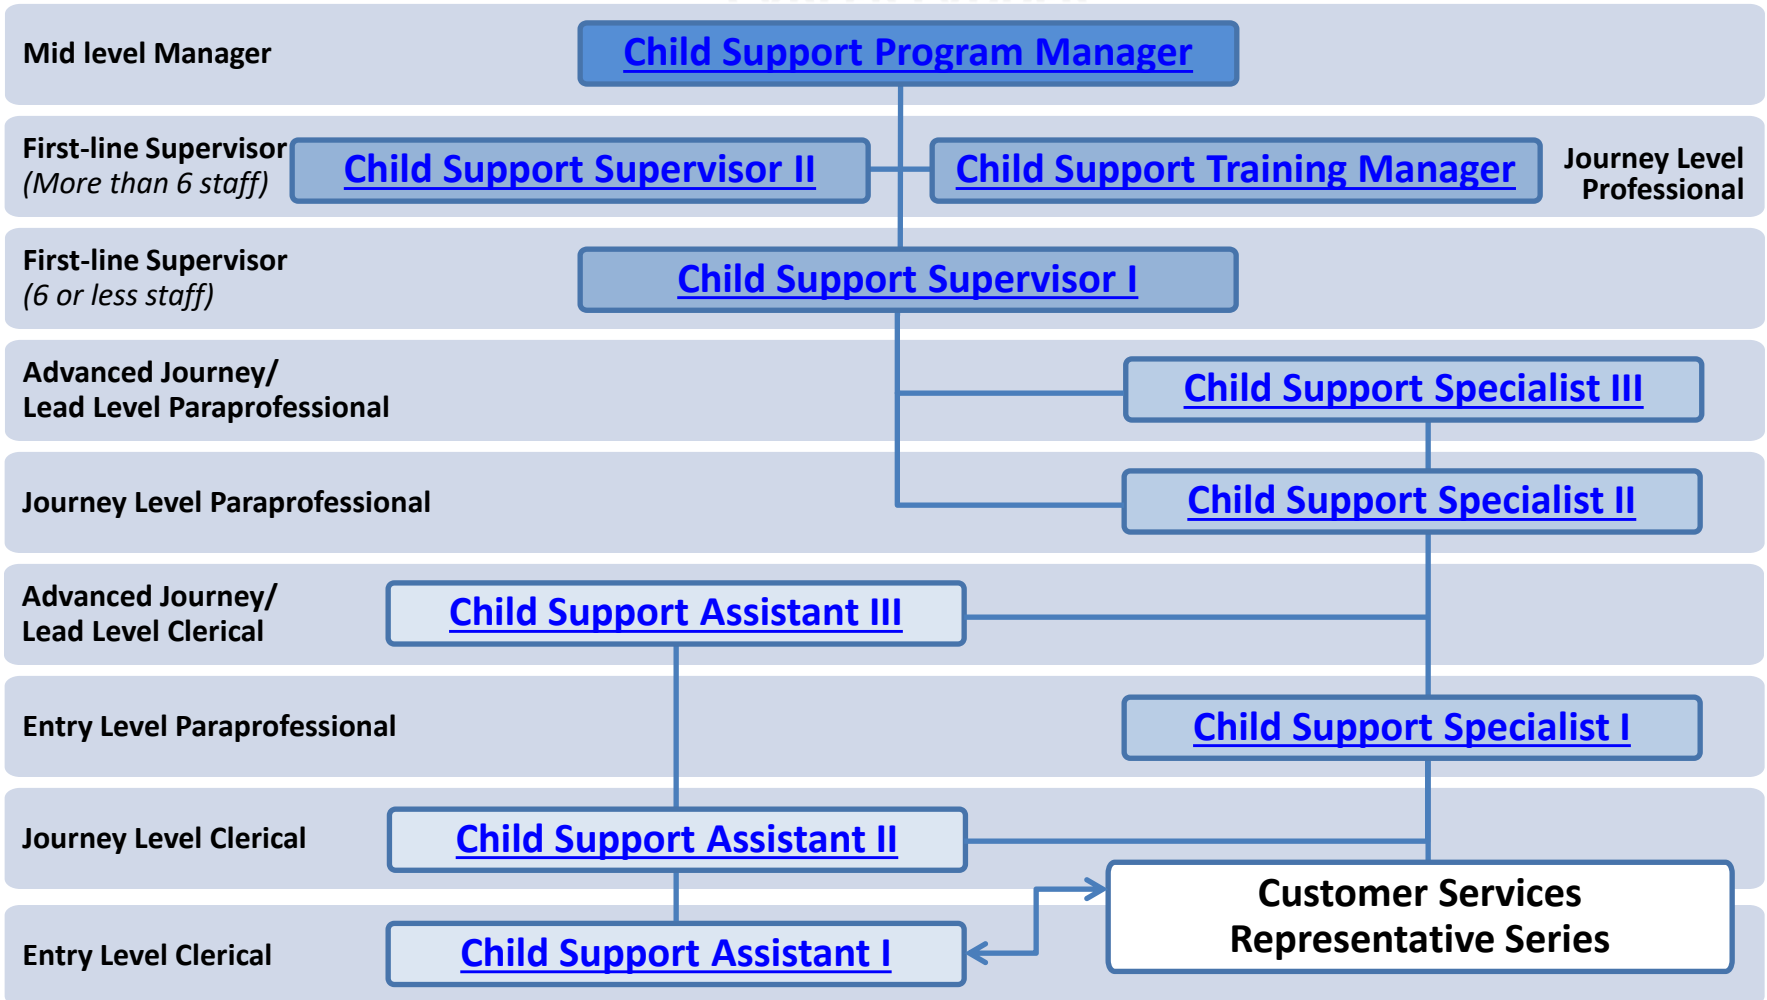 Mid level Manager
Child Support Program Manager
First-line Supervisor
(More than 6 staff)
Child Support Supervisor II
Child Support Training Manager
Journey Level
Professional
First-line Supervisor
(6 or less staff)
Child Support Supervisor I
Advanced Journey/
Lead Level Paraprofessional
Child Support Specialist III
Journey Level Paraprofessional
Child Support Specialist II
Advanced Journey/
Lead Level Clerical
Child Support Assistant III
Entry Level Paraprofessional
Child Support Specialist I
Journey Level Clerical
Child Support Assistant II
Customer Services
Representative Series
Entry Level Clerical
Child Support Assistant I